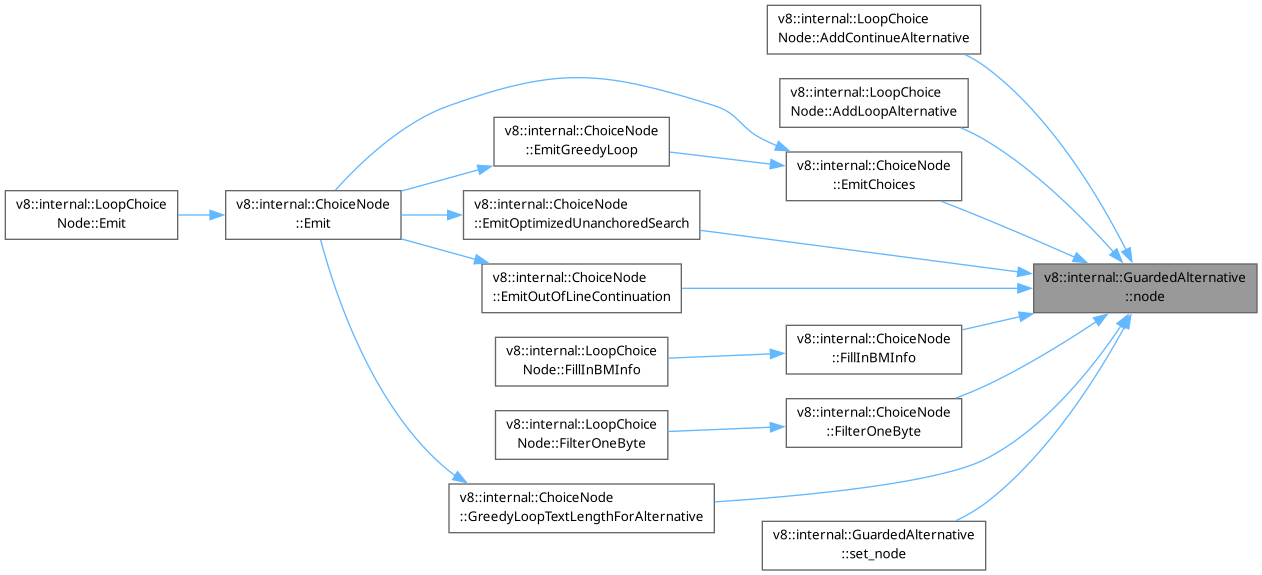 v8::internal::LoopChoice
Node::AddContinueAlternative
v8::internal::LoopChoice
Node::AddLoopAlternative
v8::internal::ChoiceNode
::EmitGreedyLoop
v8::internal::ChoiceNode
::EmitChoices
v8::internal::LoopChoice
Node::Emit
v8::internal::ChoiceNode
::Emit
v8::internal::ChoiceNode
::EmitOptimizedUnanchoredSearch
v8::internal::ChoiceNode
::EmitOutOfLineContinuation
v8::internal::GuardedAlternative
::node
v8::internal::LoopChoice
Node::FillInBMInfo
v8::internal::ChoiceNode
::FillInBMInfo
v8::internal::LoopChoice
Node::FilterOneByte
v8::internal::ChoiceNode
::FilterOneByte
v8::internal::ChoiceNode
::GreedyLoopTextLengthForAlternative
v8::internal::GuardedAlternative
::set_node